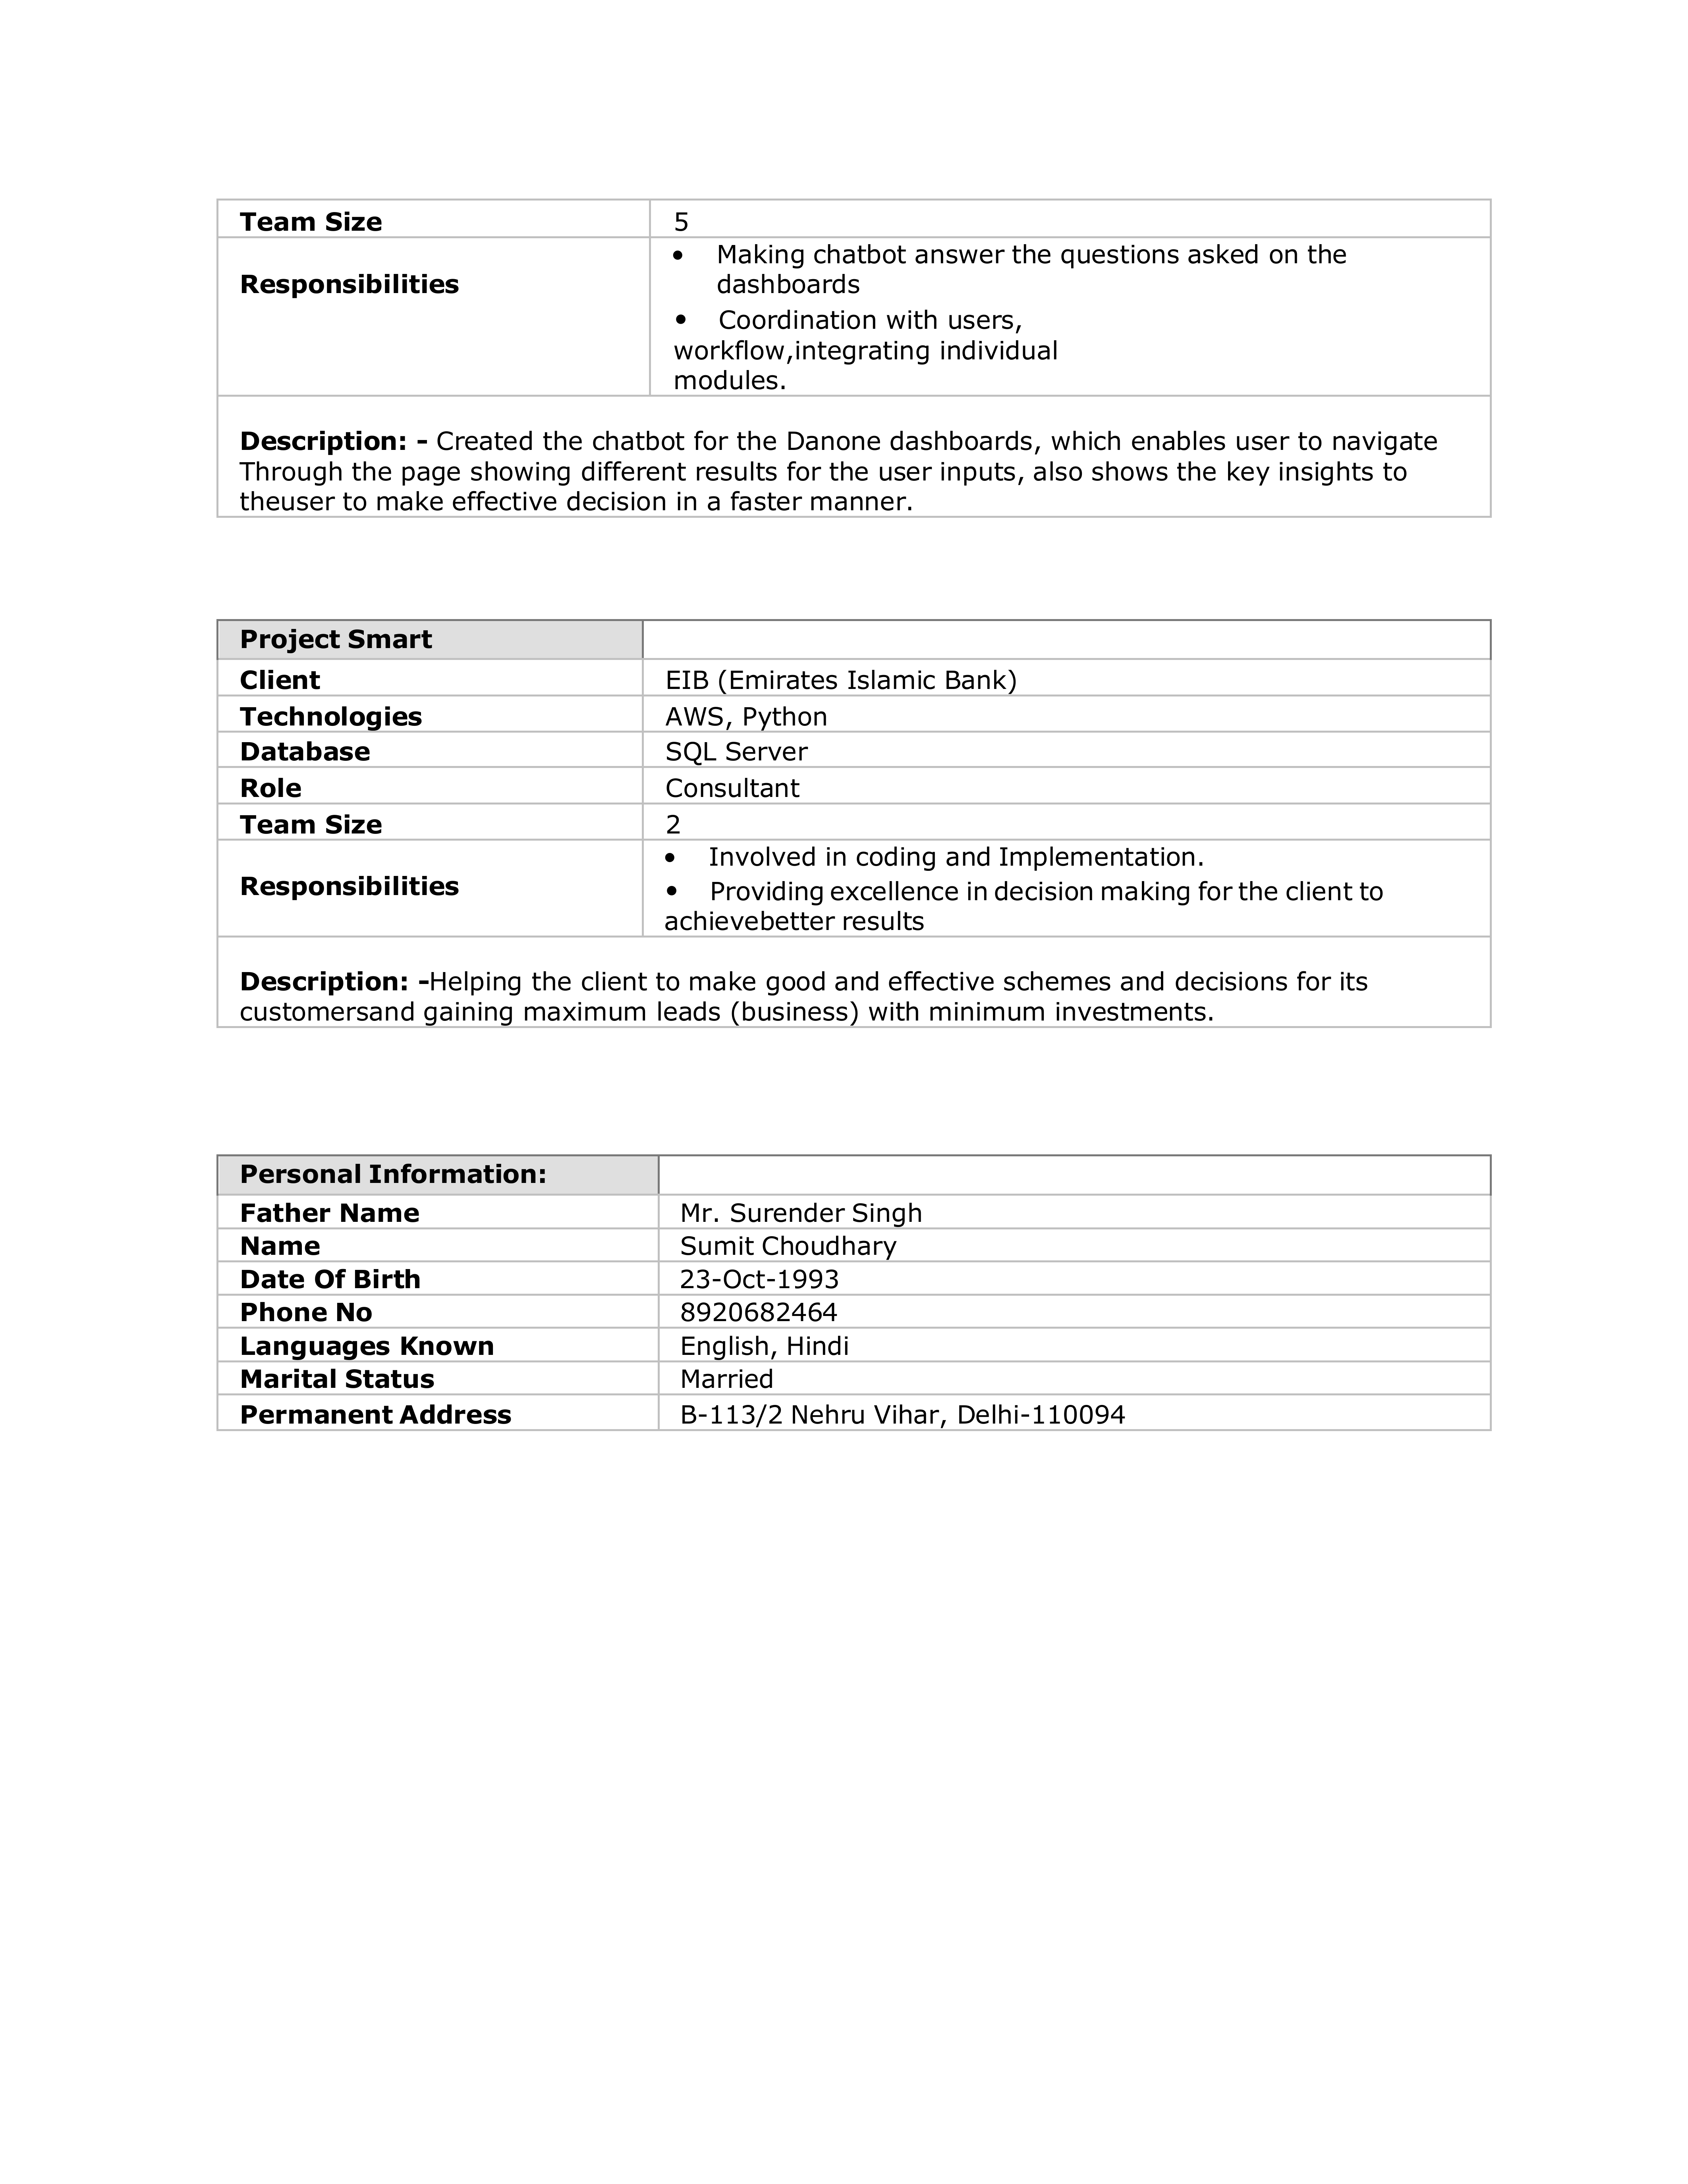 Team Size 5
Responsibilities
• Making chatbot answer the questions asked on the
dashboards
• Coordination with users,
workflow,integrating individual
modules.
Description: - Created the chatbot for the Danone dashboards, which enables user to navigate
Through the page showing different results for the user inputs, also shows the key insights to
theuser to make effective decision in a faster manner.
Project Smart
Client EIB (Emirates Islamic Bank)
Technologies AWS, Python
Database SQL Server
Role Consultant
Team Size 2
Responsibilities
• Involved in coding and Implementation.
• Providing excellence in decision making for the client to
achievebetter results
Description: -Helping the client to make good and effective schemes and decisions for its
customersand gaining maximum leads (business) with minimum investments.
Personal Information:
Father Name Mr. Surender Singh
Name Sumit Choudhary
Date Of Birth 23-Oct-1993
Phone No 8920682464
Languages Known English, Hindi
Marital Status Married
Permanent Address B-113/2 Nehru Vihar, Delhi-110094